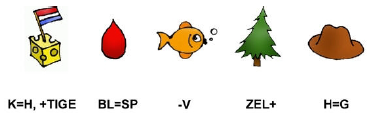 K=H, +TIGE BL=SP -V ZEL+ H=G